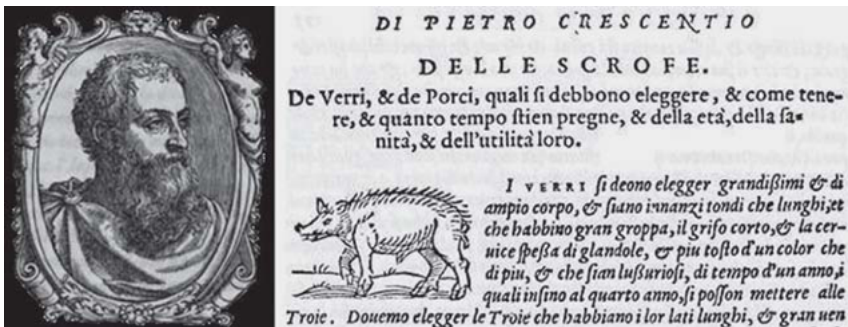 DI PIETRO CRESCENTIO
DELLE SCROFE.
De Verri, & de Porci, quali ſi debbono eleggere, & come tene-
re, & quanto tempo ſtien pregne, & della età, della ſa-
nità, & dell'utilità loro.
I VERRI ſi deono elegger grandiſſimi & di
ampio corpo, & ſiano innanzi tondi che lunghi, et
che habbino gran groppa, il griſo corto, & la cer-
uice ſpeſſa di glandole, & piu toſto d'un color che
di piu, & che ſian luſſurioſi, di tempo d'un anno, i
quali inſino al quarto anno, ſi poſſon mettere alle
Troie. Douemo elegger le Troie che habbiano i lor lati lunghi, & gran uen